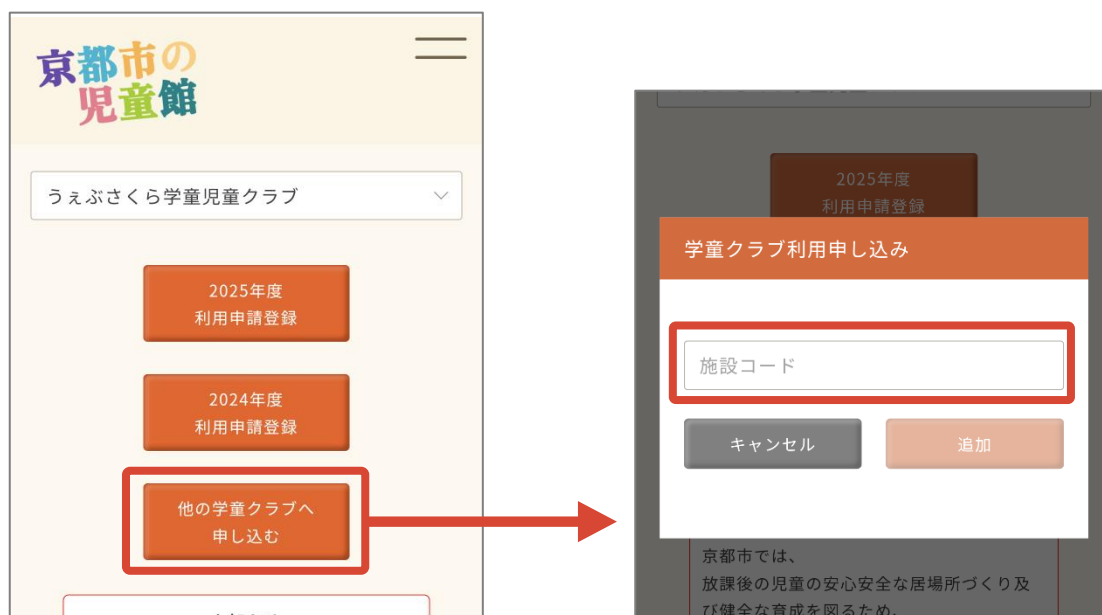 京都市の
児童館
うぇぶさくら学童児童クラブ
2025年度
利用申請登録
2024年度
利用申請登録
他の学童クラブへ
申し込む
2025年度
利用申請登録
学童クラブ利用申し込み
施設コード
キャンセル
追加
京都市では、
放課後の児童の安心安全な居場所づくり及
び健全な育成を図るため、